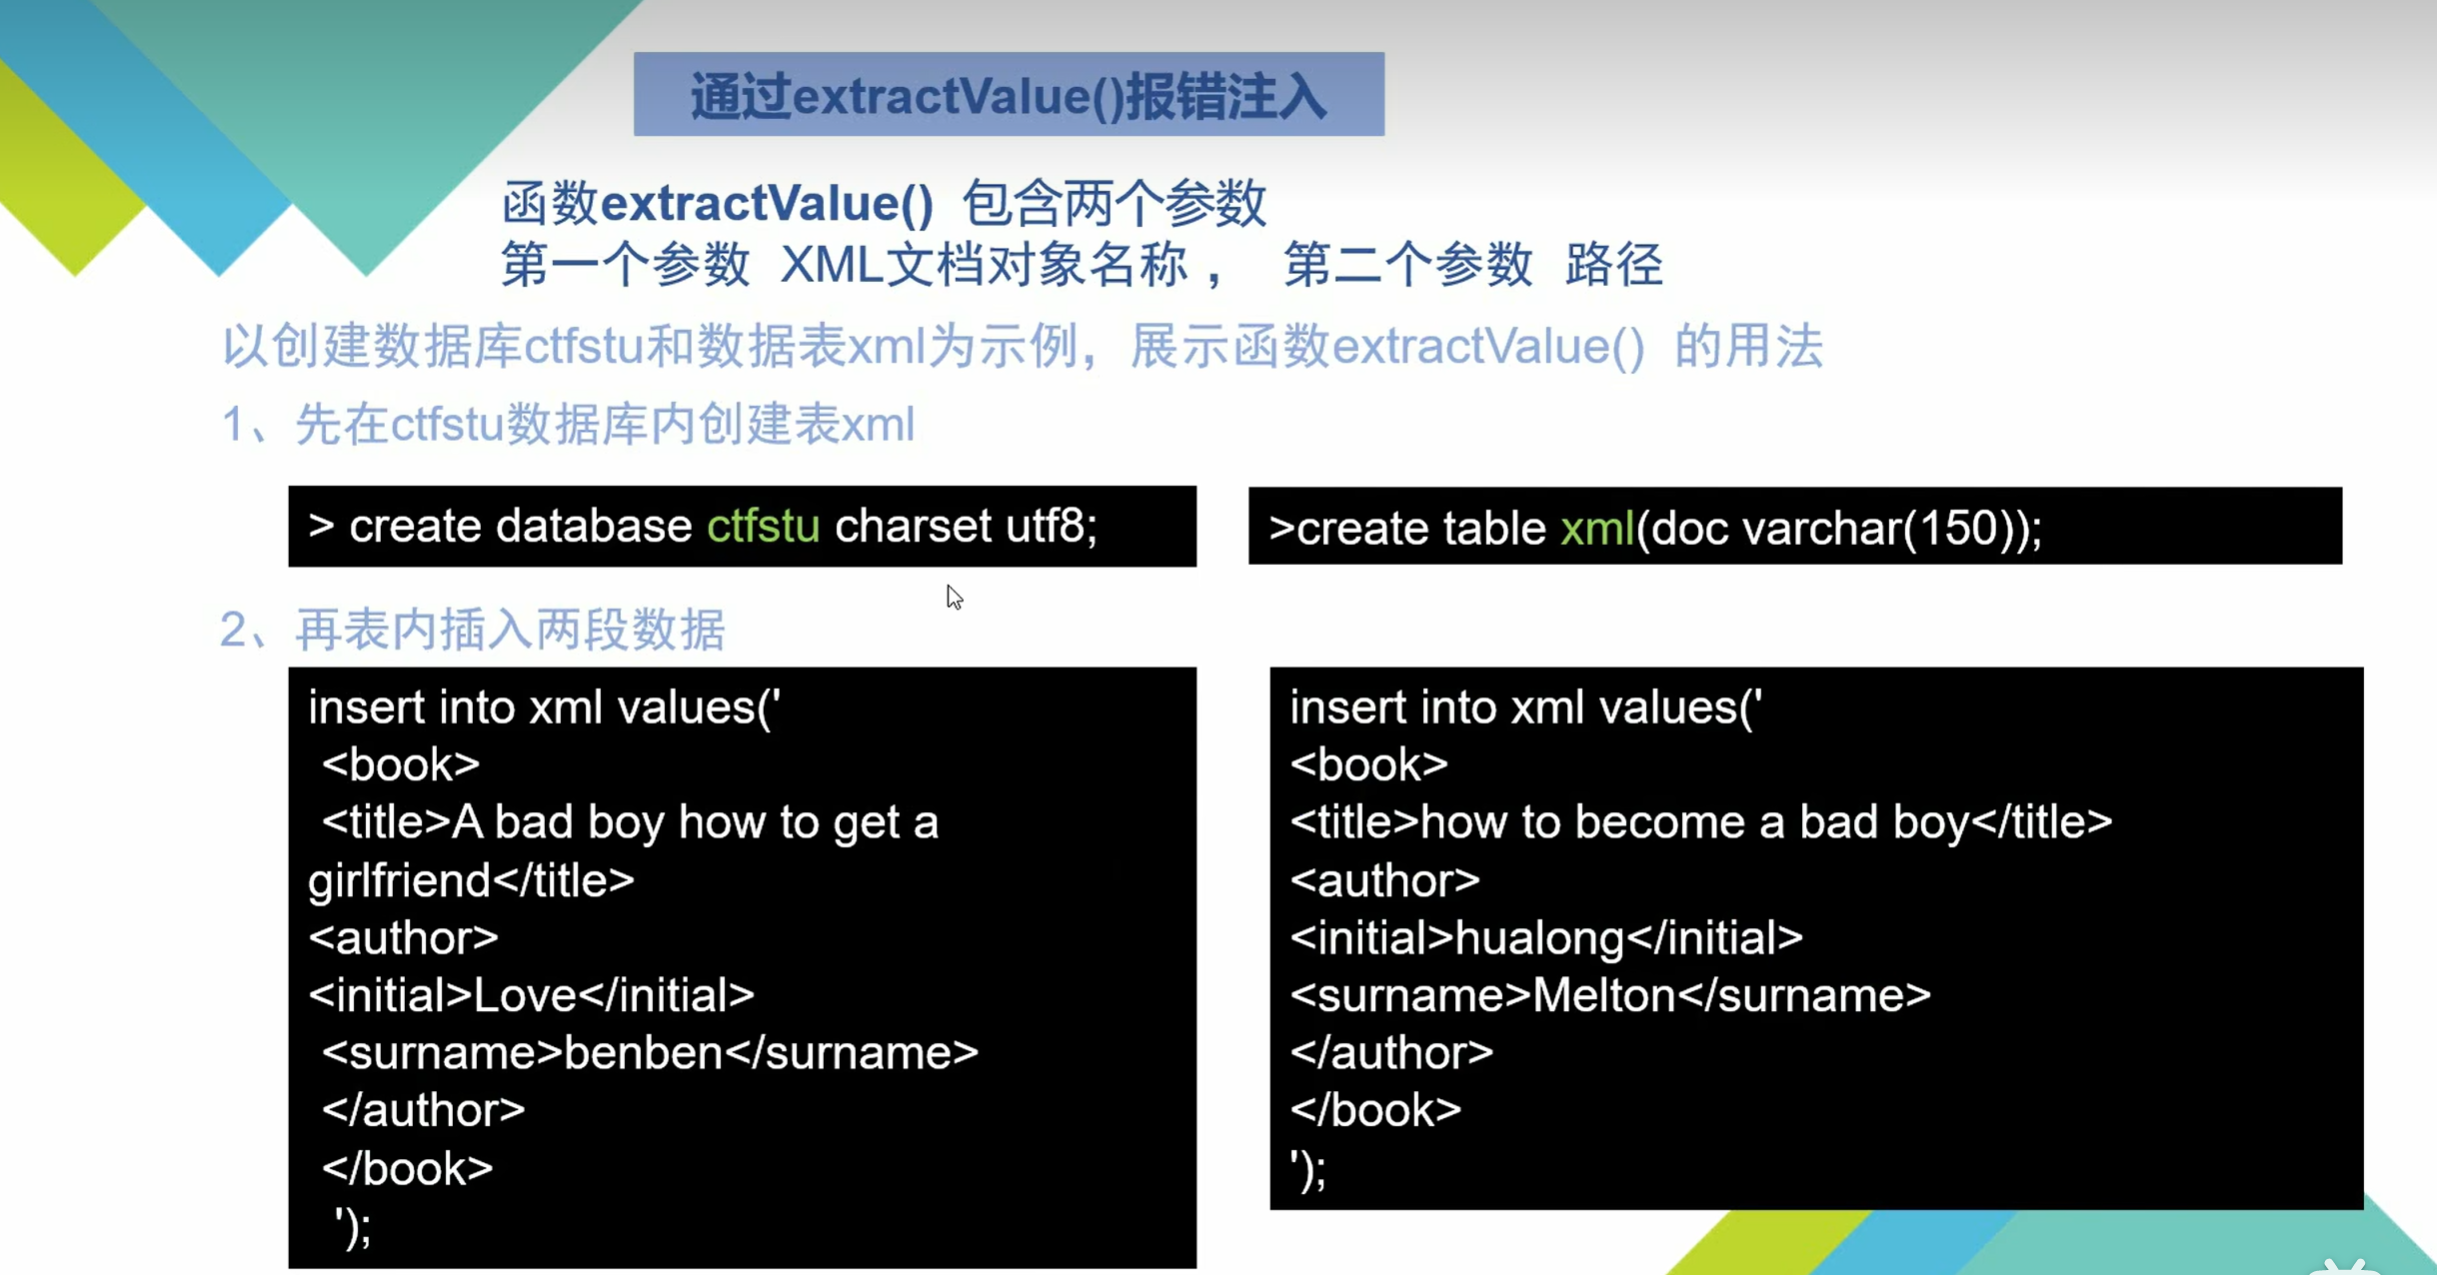 通过extractValue()报错注入
函数extractValue() 包含两个参数
第一个参数 XML文档对象名称， 第二个参数 路径
以创建数据库ctfstu和数据表xml为示例，展示函数extractValue() 的用法
1、先在ctfstu数据库内创建表xml
> create database ctfstu charset utf8;
>create table xml(doc varchar(150));
2、再表内插入两段数据
insert into xml values('
<book>
<title>A bad boy how to get a
girlfriend</title>
<author>
<initial>Love</initial>
<surname>benben</surname>
</author>
</book>
');
insert into xml values('
<book>
<title>how to become a bad boy</title>
<author>
<initial>hualong</initial>
<surname>Melton</surname>
</author>
</book>
');